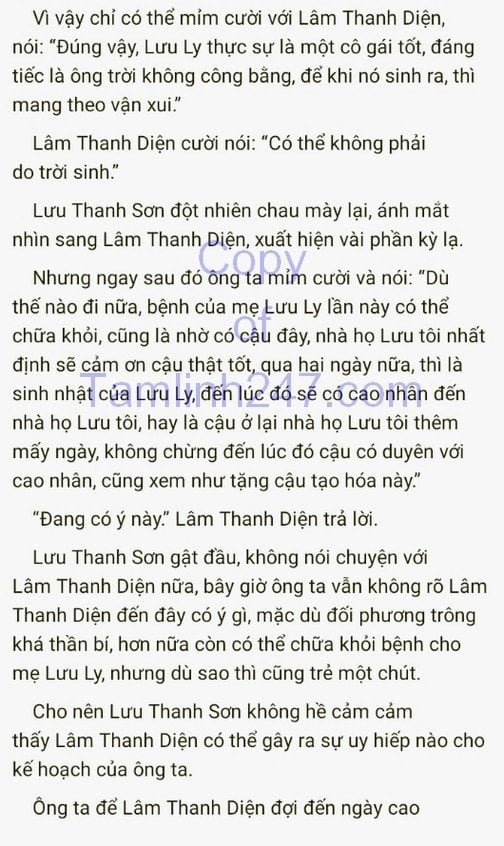 Vì vậy chỉ có thể mỉm cười với Lâm Thanh Diện,
nói: “Đúng vậy, Lưu Ly thực sự là một cô gái tốt, đáng
tiếc là ông trời không công bằng, để khi nó sinh ra, thì
mang theo vận xui.”
Lâm Thanh Diện cười nói: “Có thể không phải
do trời sinh.”
Lưu Thanh Sơn đột nhiên chau mày lại, ánh mắt
nhìn sang Lâm Thanh Diện, xuất hiện vài phần kỳ lạ.
Nhưng ngay sau đó ông ta mỉm cười và nói: “Dù
thế nào đi nữa, bệnh của mẹ Lưu Ly lần này có thể
chữa khỏi, cũng là nhờ có cậu đây, nhà họ Lưu tôi nhất
định sẽ cảm ơn cậu thật tốt, qua hai ngày nữa, thì là
sinh nhật của Lưu Ly, đến lúc đó sẽ có cao nhân đến
nhà họ Lưu tôi, hay là cậu ở lại nhà họ Lưu tôi thêm
mấy ngày, không chừng đến lúc đó cậu có duyên với
cao nhân, cũng xem như tặng cậu tạo hóa này.”
“Đang có ý này.” Lâm Thanh Diện trả lời.
Lưu Thanh Sơn gật đầu, không nói chuyện với
Lâm Thanh Diện nữa, bây giờ ông ta vẫn không rõ Lâm
Thanh Diện đến đây có ý gì, mặc dù đối phương trông
khá thần bí, hơn nữa còn có thể chữa khỏi bệnh cho
mẹ Lưu Ly, nhưng dù sao thì cũng trẻ một chút.
Cho nên Lưu Thanh Sơn không hề cảm cảm
thấy Lâm Thanh Diện có thể gây ra sự uy hiếp nào cho
kế hoạch của ông ta.
Ông ta để Lâm Thanh Diện đợi đến ngày cao
Copy
of
Tamlinh247.com